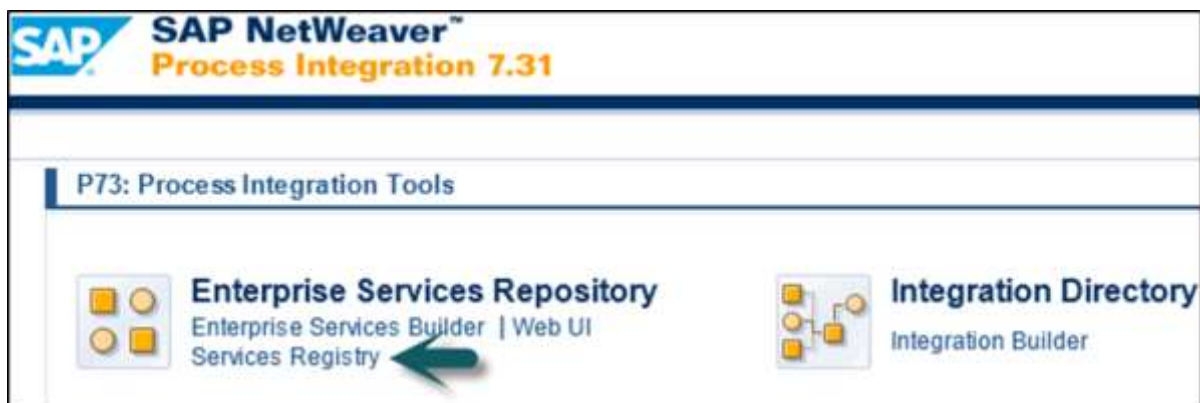 SAP SAP NetWeaver™
Process Integration 7.31
P73: Process Integration Tools
Enterprise Services Repository
Enterprise Services Builder | Web UI
Services Registry
Integration Directory
Integration Builder